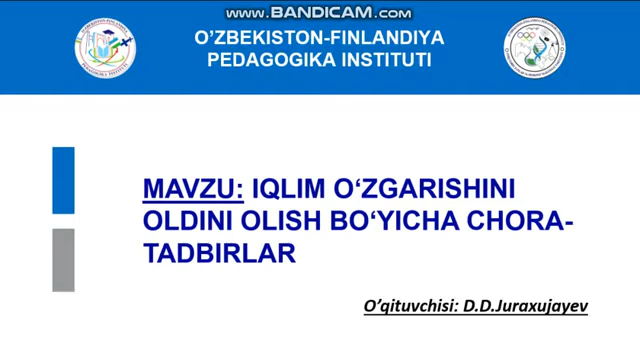 www.BANDICAM.com
O’ZBEKISTON-FINLANDIYA
PEDAGOGIKA INSTITUTI
MAVZU: IQLIM O‘ZGARISHINI
OLDINI OLISH BO‘YICHA CHORA-
TADBIRLAR
O’qituvchisi: D.D.Juraxujayev